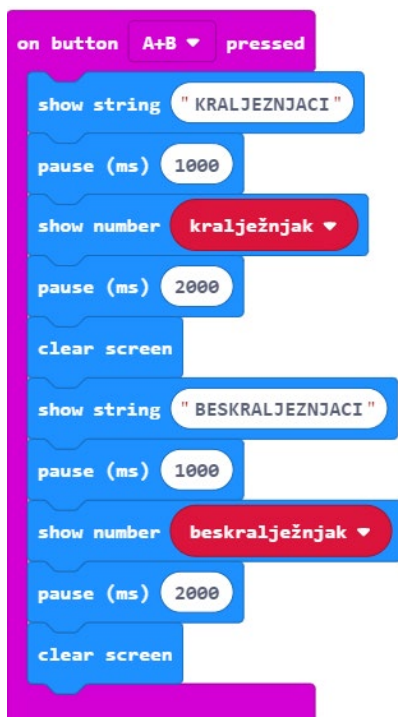 on button A+B pressed
show string "KRALJEZNJACI"
pause (ms) 1000
show number kralježnjak
pause (ms) 2000
clear screen
show string "BESKRALJEZNJACI"
pause (ms) 1000
show number beskralježnjak
pause (ms) 2000
clear screen